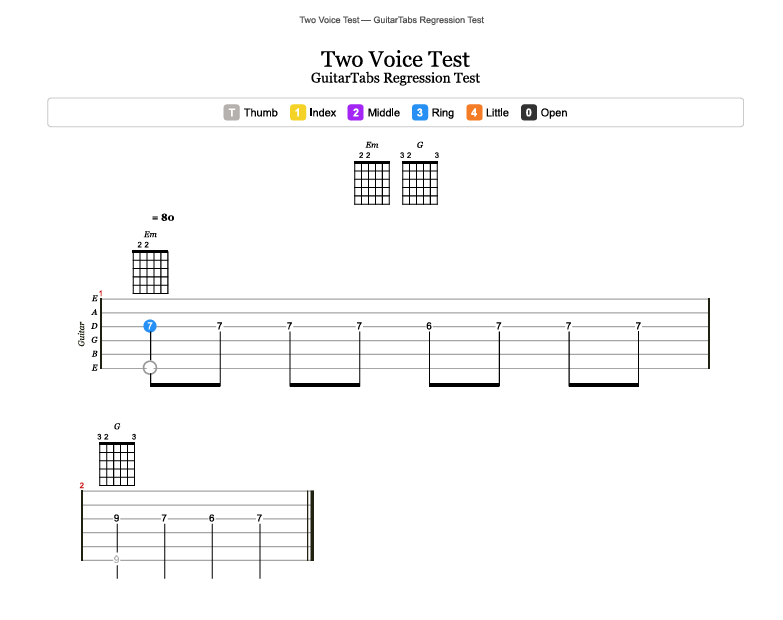 Two Voice Test — GuitarTabs Regression Test
Two Voice Test
GuitarTabs Regression Test
T Thumb 1 Index 2 Middle 3 Ring 4 Little 0 Open
Em G
2 2 3 2 3
= 80
Em
2 2
1
E
A
D 7 7 7 7 6 7 7 7
G
B
E
Guitar
G
3 2 3
2
9 7 6 7
9